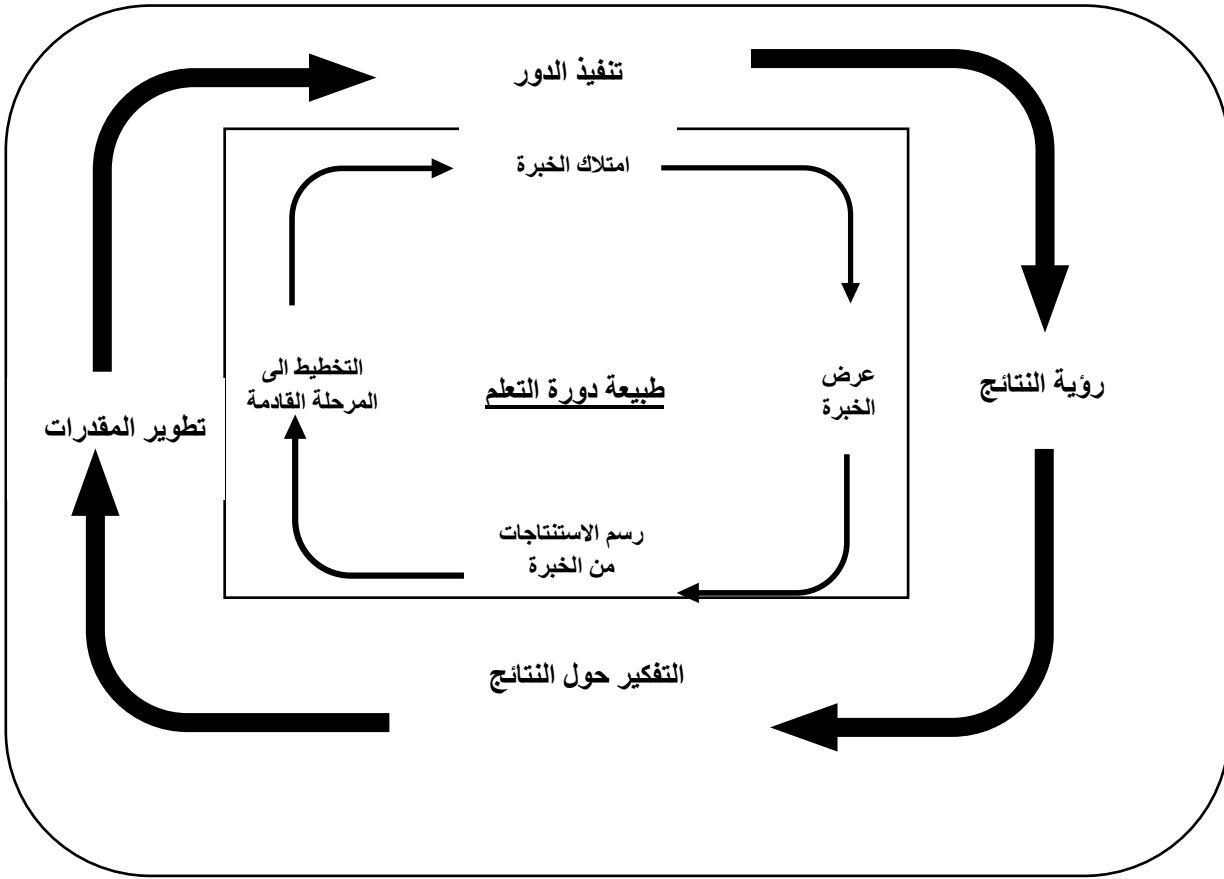 تنفيذ الدور
امتلاك الخبرة
عرض
الخبرة
رؤية النتائج
طبيعة دورة التعلم
التخطيط الى
المرحلة القادمة
تطوير المقدرات
رسم الاستنتاجات
من الخبرة
التفكير حول النتائج